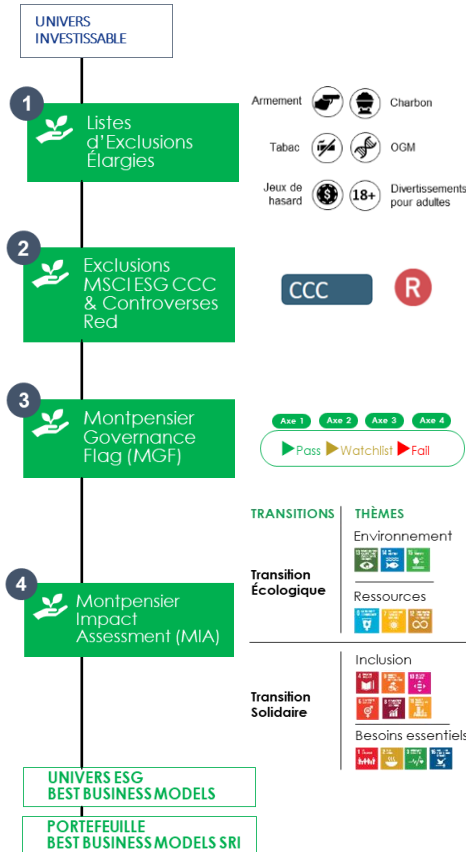 UNIVERS
INVESTISSABLE
1
Listes
d’Exclusions
Élargies
Armement
Charbon
Tabac
OGM
Jeux de
hasard
18+
Divertissements
pour adultes
2
Exclusions
MSCI ESG CCC
& Controverses
Red
CCC
R
3
Montpensier
Governance
Flag (MGF)
Axe 1 Axe 2 Axe 3 Axe 4
Pass Watchlist Fail
TRANSITIONS
THÈMES
Environnement
Transition
Écologique
Ressources
4
Montpensier
Impact
Assessment (MIA)
Inclusion
Transition
Solidaire
Besoins essentiels
UNIVERS ESG
BEST BUSINESS MODELS
PORTEFEUILLE
BEST BUSINESS MODELS SRI